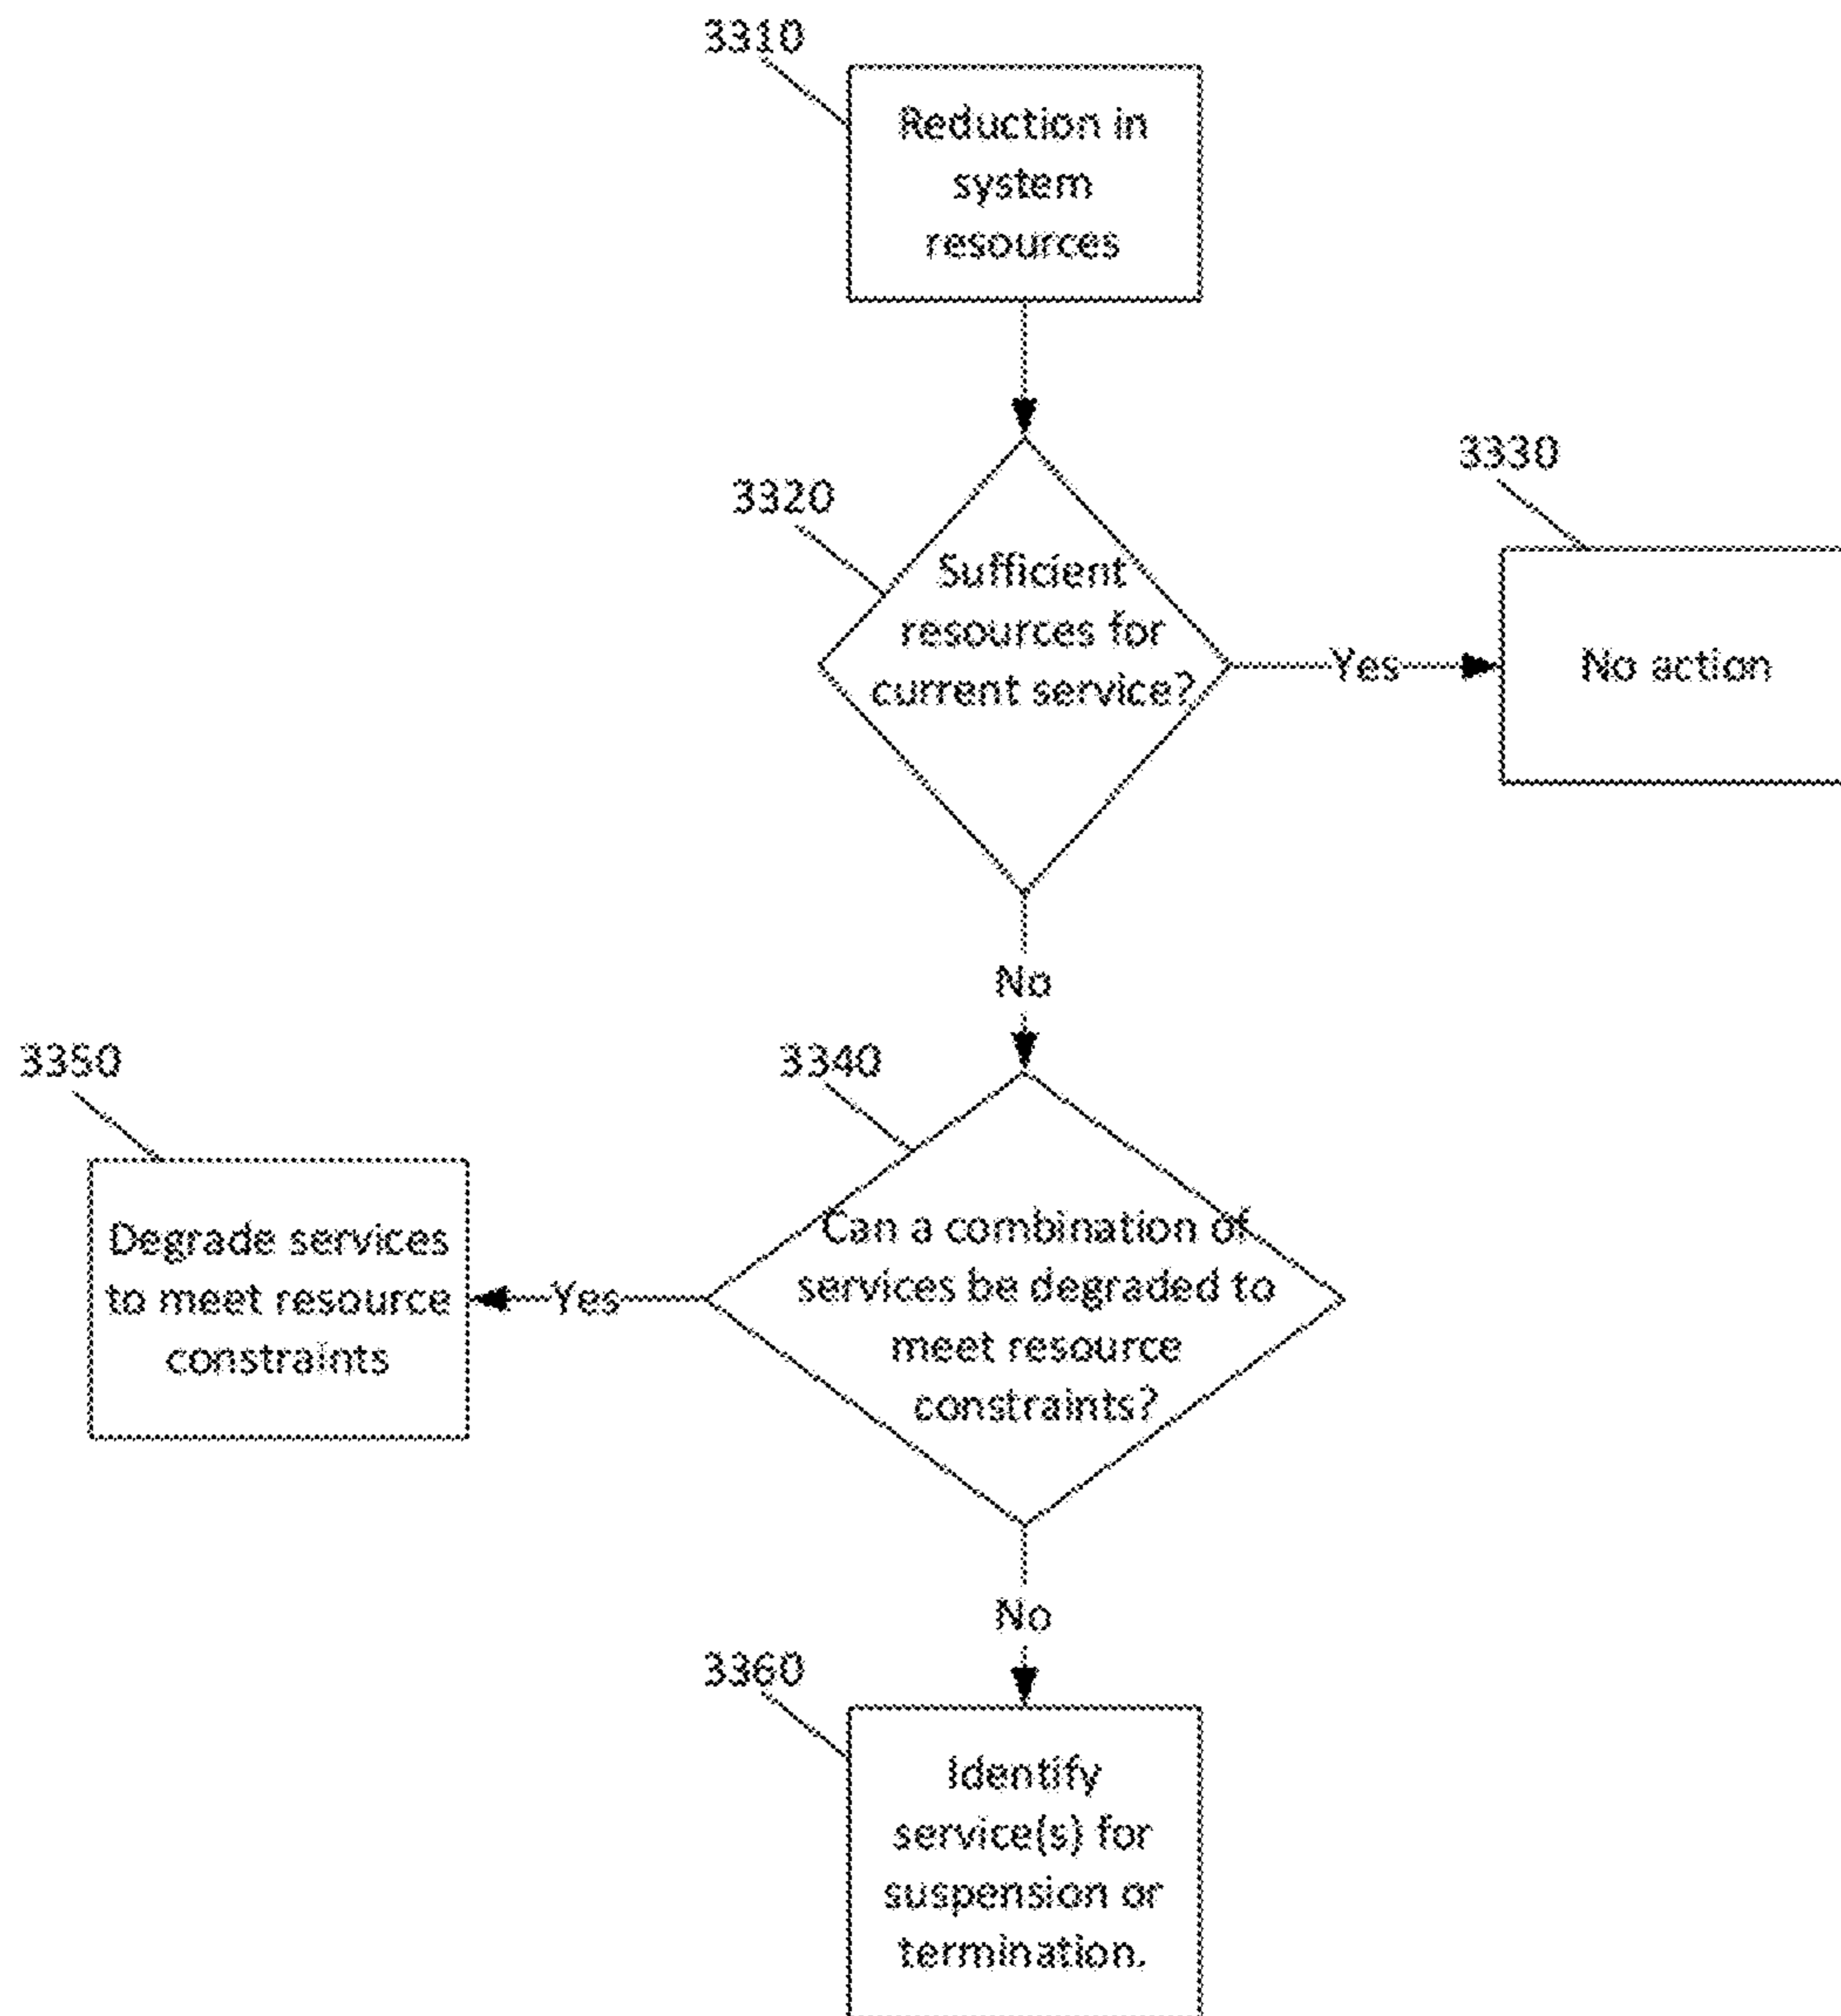 3310
Reduction in
system
resources
3320
Sufficient
resources for
current service?
Yes
3330
No action
No
3340
Can a combination of
services be degraded to
meet resource
constraints?
Yes
3350
Degrade services
to meet resource
constraints
No
3360
Identify
service(s) for
suspension or
termination.